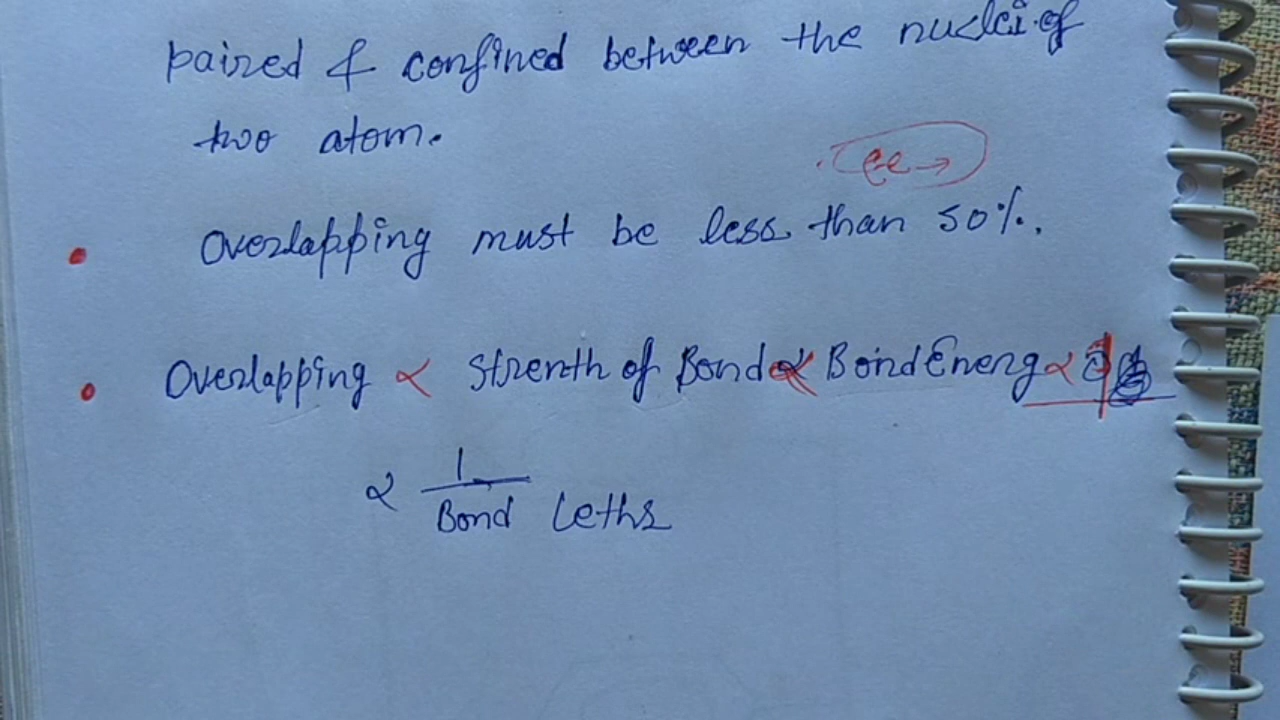 paired & confined between the nuclei of
two atom.
Overlapping must be less than 50%.
Overlapping ∝ Strenth of Bond ∝ Bond Energ ∝
∝ 1
Bond Leths